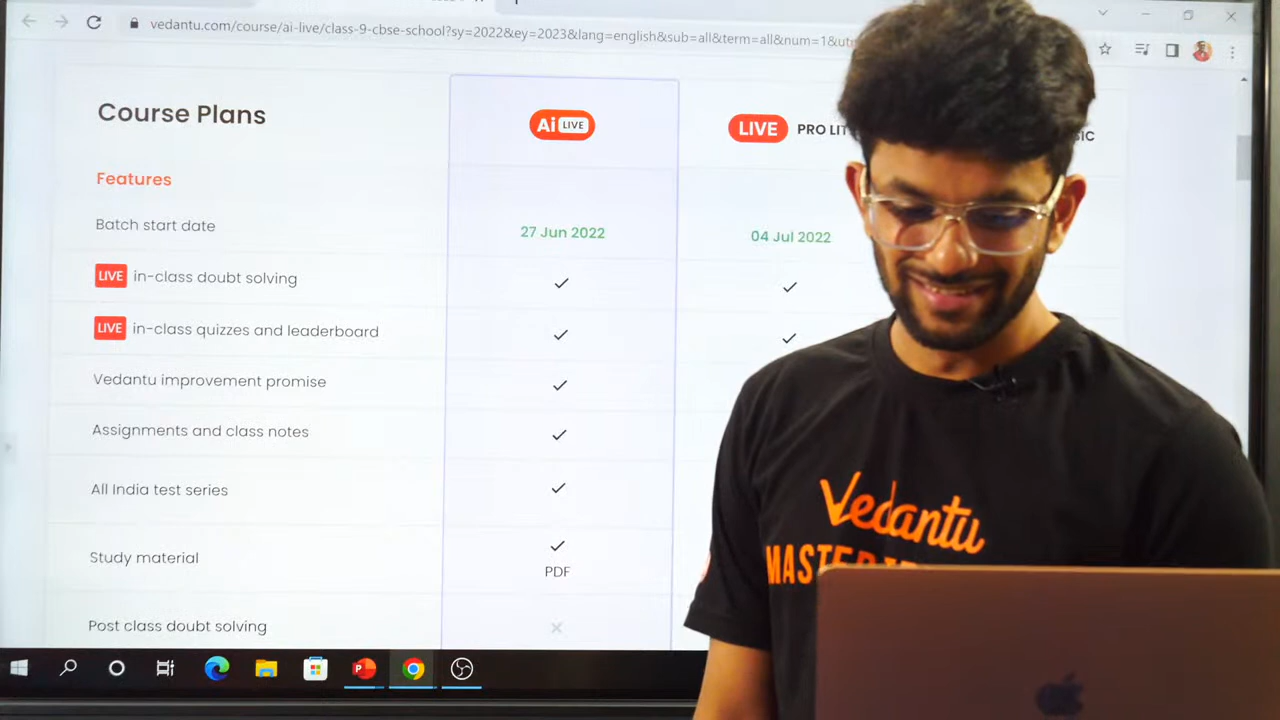 vedantu.com/course/ai-live/class-9-cbse-school?sy=2022&ey=2023&lang=english&sub=all&term=all&num=1&ut
Course Plans
Ai LIVE
LIVE PRO LIT
SIC
Features
Batch start date
27 Jun 2022
04 Jul 2022
LIVE in-class doubt solving
LIVE in-class quizzes and leaderboard
Vedantu improvement promise
Assignments and class notes
All India test series
Study material
PDF
Post class doubt solving
Vedantu